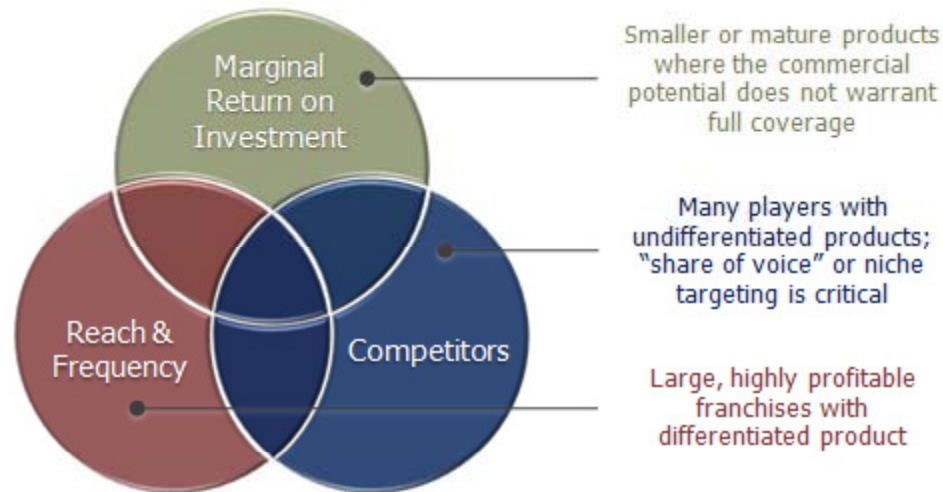 Marginal
Return on
Investment
Smaller or mature products
where the commercial
potential does not warrant
full coverage
Many players with
undifferentiated products;
“share of voice” or niche
targeting is critical
Reach &
Frequency
Competitors
Large, highly profitable
franchises with
differentiated product